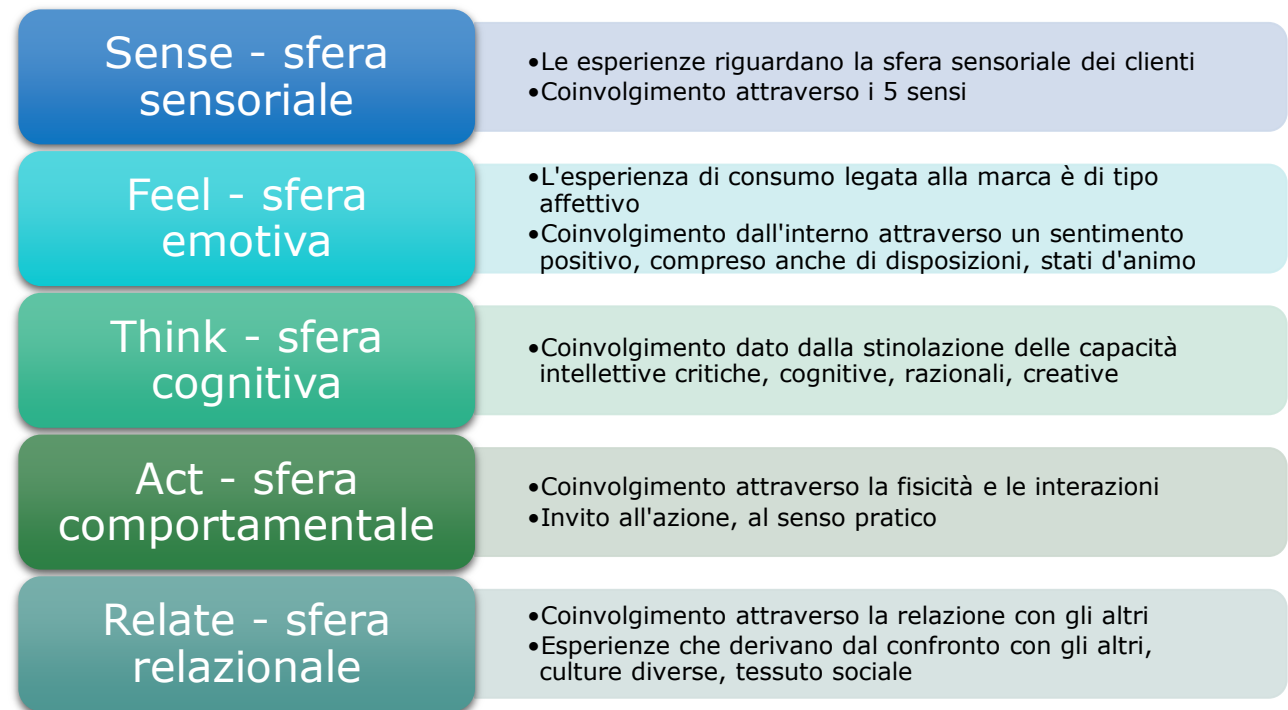 Sense - sfera
sensoriale
•Le esperienze riguardano la sfera sensoriale dei clienti
•Coinvolgimento attraverso i 5 sensi
Feel - sfera
emotiva
•L'esperienza di consumo legata alla marca è di tipo
affettivo
•Coinvolgimento dall'interno attraverso un sentimento
positivo, compreso anche di disposizioni, stati d'animo
Think - sfera
cognitiva
•Coinvolgimento dato dalla stinolazione delle capacità
intellettive critiche, cognitive, razionali, creative
Act - sfera
comportamentale
•Coinvolgimento attraverso la fisicità e le interazioni
•Invito all'azione, al senso pratico
Relate - sfera
relazionale
•Coinvolgimento attraverso la relazione con gli altri
•Esperienze che derivano dal confronto con gli altri,
culture diverse, tessuto sociale